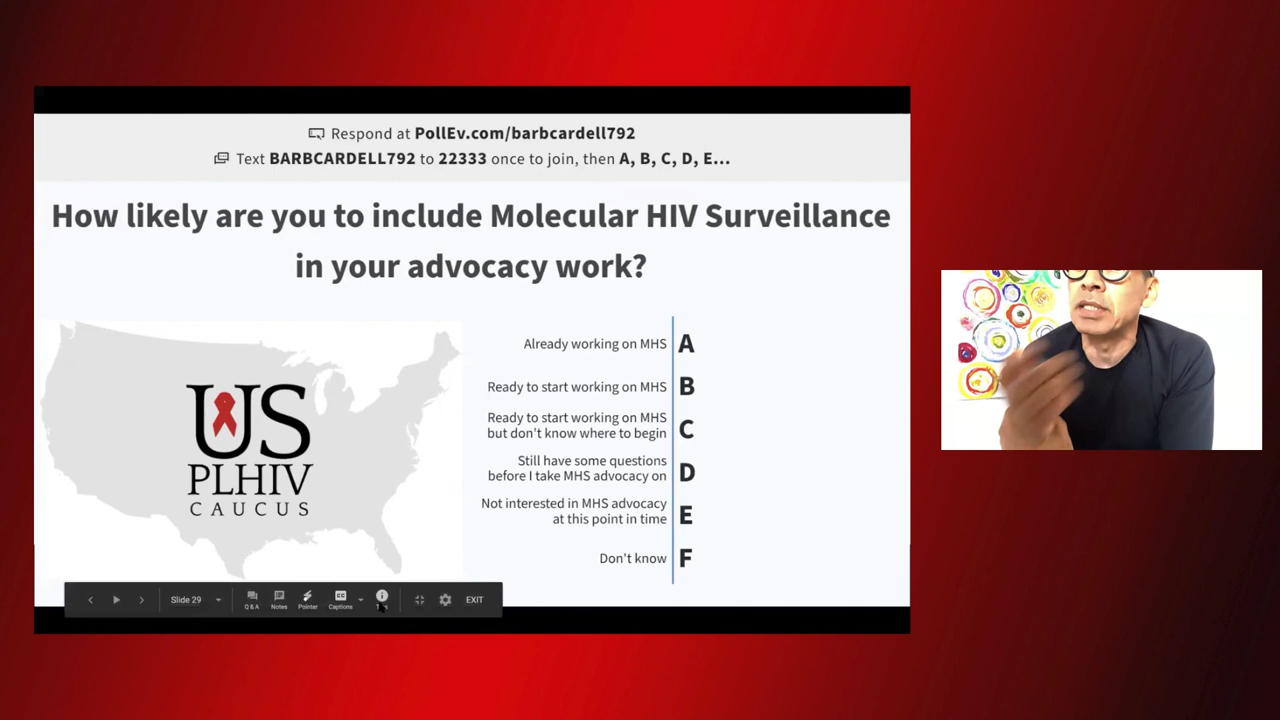 Respond at PollEv.com/barbcardell792
Text BARBCARDELL792 to 22333 once to join, then A, B, C, D, E...
How likely are you to include Molecular HIV Surveillance
in your advocacy work?
US
PLHIV
CAUCUS
Already working on MHS A
Ready to start working on MHS B
Ready to start working on MHS
but don't know where to begin C
Still have some questions
before I take MHS advocacy on D
Not interested in MHS advocacy
at this point in time E
Don't know F
Slide 29 Q & A Notes Pointer Captions EXIT